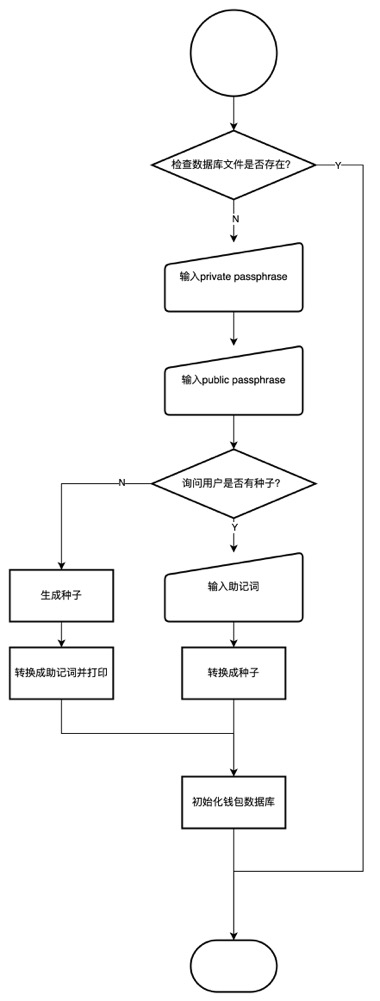 检查数据库文件是否存在?
Y
N
输入private passphrase
输入public passphrase
询问用户是否有种子?
N
Y
生成种子
输入助记词
转换成助记词并打印
转换成种子
初始化钱包数据库